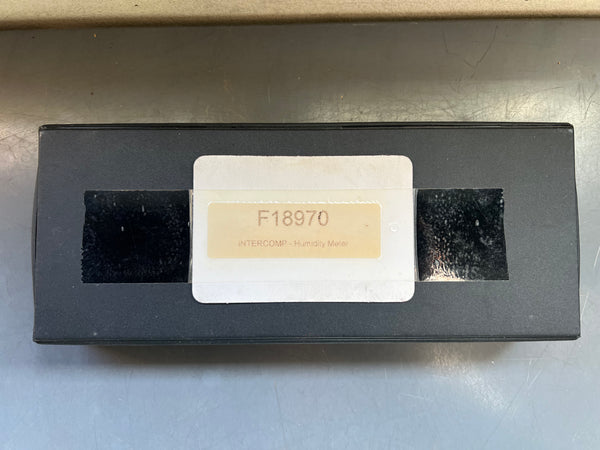 F18970
INTERCOMP - Humidity Meter